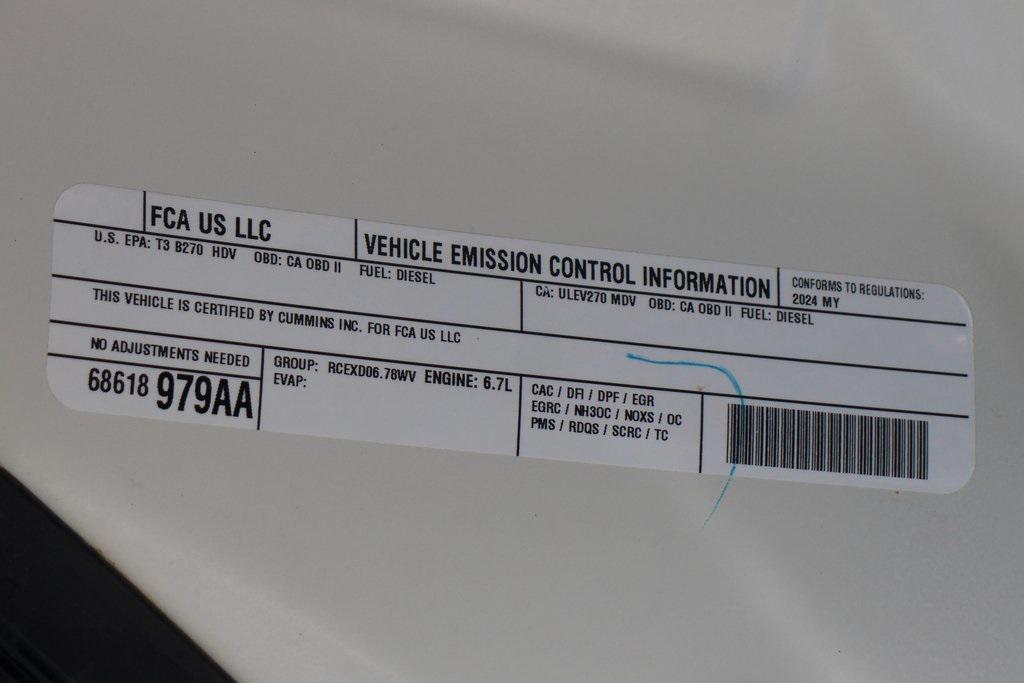 FCA US LLC
VEHICLE EMISSION CONTROL INFORMATION
CONFORMS TO REGULATIONS:
2024 MY
U.S. EPA: T3 B270 HDV OBD: CA OBD II FUEL: DIESEL
CA: ULEV270 MDV OBD: CA OBD II FUEL: DIESEL
THIS VEHICLE IS CERTIFIED BY CUMMINS INC. FOR FCA US LLC
NO ADJUSTMENTS NEEDED
68618 979AA
GROUP: RCEXD06.78WV ENGINE: 6.7L
EVAP:
CAC / DFI / DPF / EGR
EGRC / NH3OC / NOXS / OC
PMS / RDQS / SCRC / TC